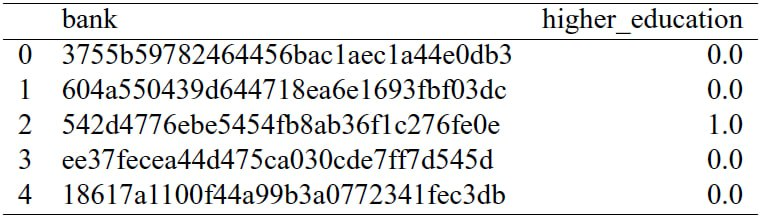 bank higher_education
0 3755b59782464456bac1aec1a44e0db3 0.0
1 604a550439d644718ea6e1693fbf03dc 0.0
2 542d4776ebe5454fb8ab36f1c276fe0e 1.0
3 ee37fecea44d475ca030cde7ff7d545d 0.0
4 18617a1100f44a99b3a0772341fec3db 0.0